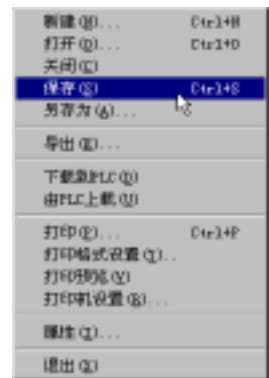 新建(N)... Ctrl+N
打开(O)... Ctrl+O
关闭(C)
保存(S) Ctrl+S
另存为(A)...
导出(E)...
下载到PLC(D)
由PLC上载(U)
打印(P)... Ctrl+P
打印格式设置(T)..
打印预览(V)
打印机设置(R)...
属性(I)...
退出(X)